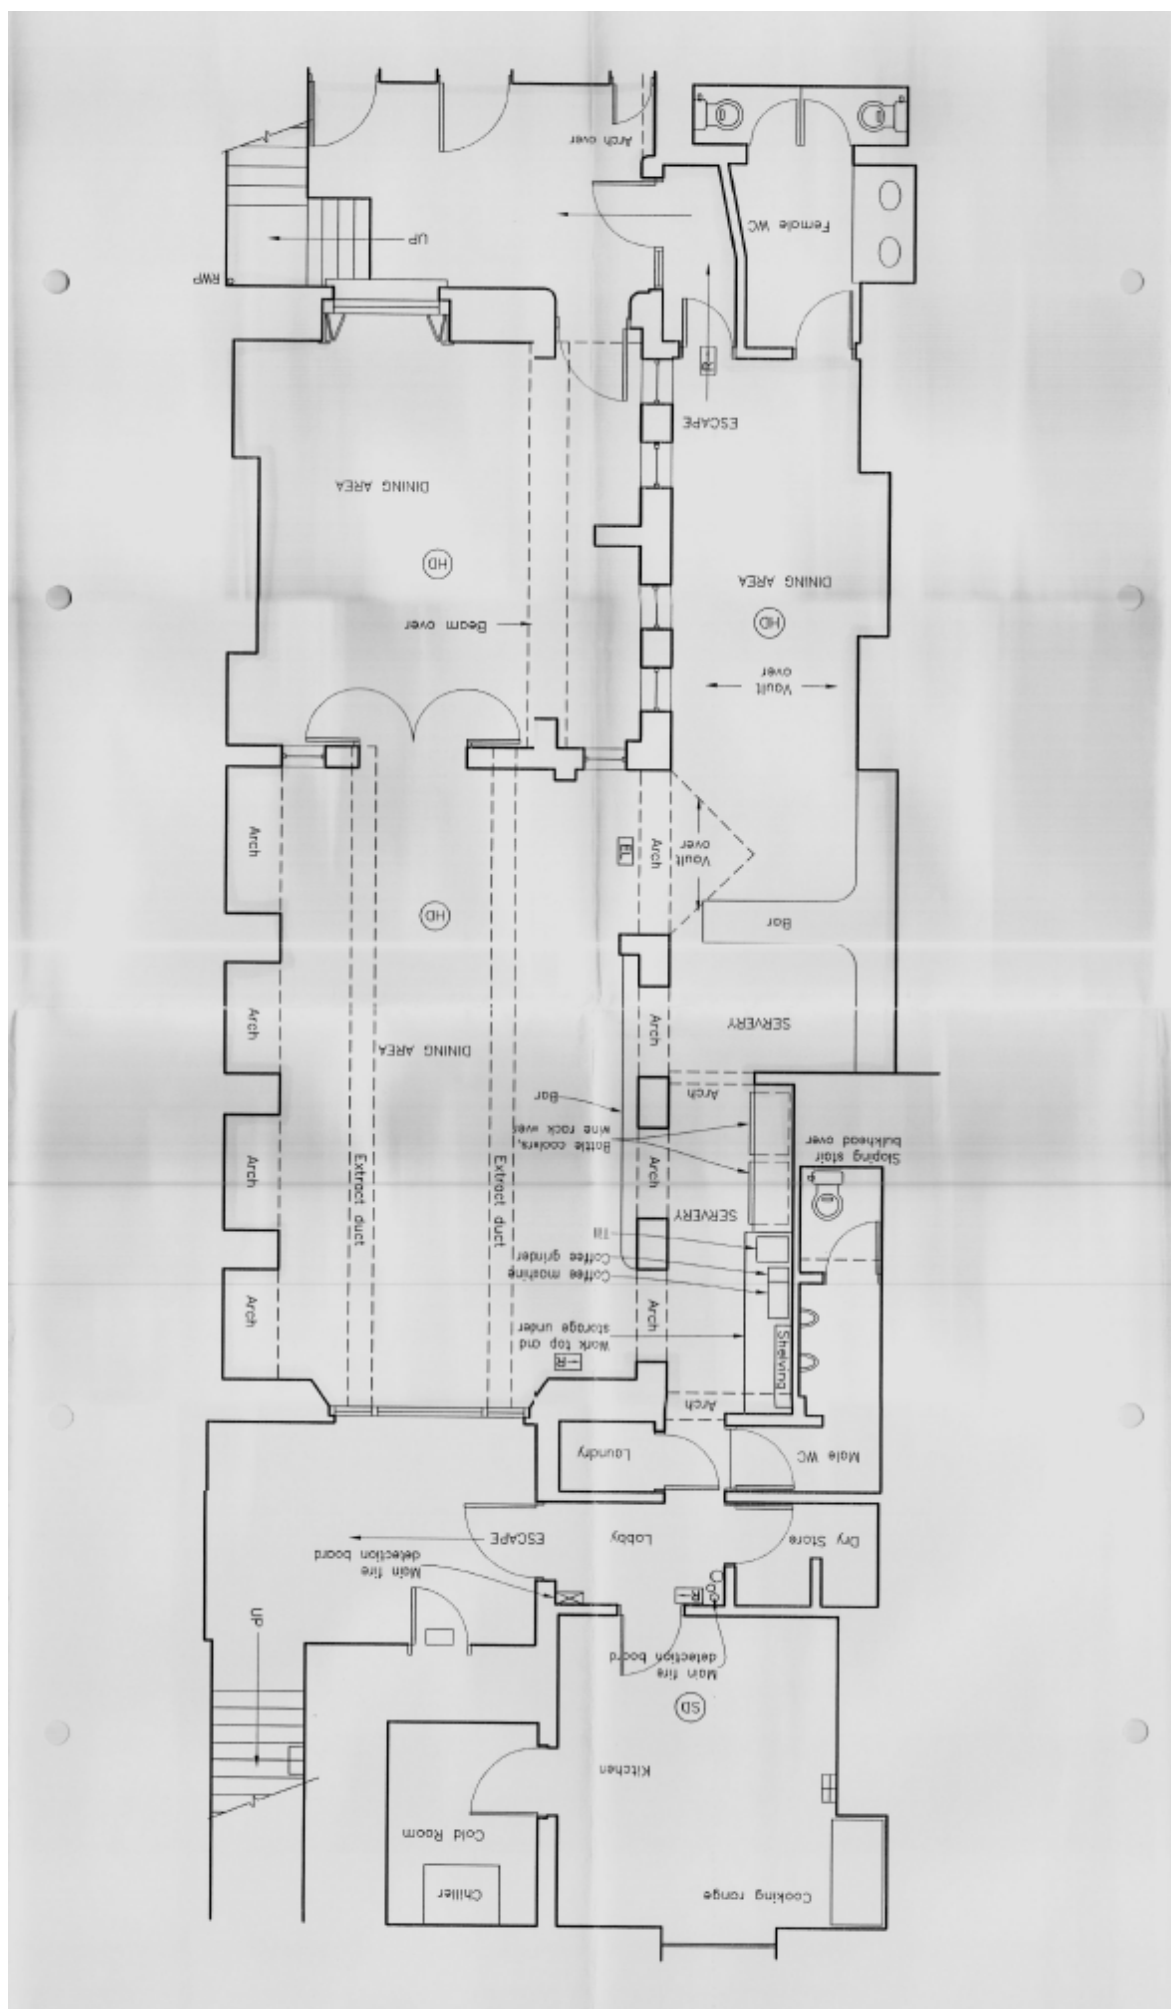 Cooking range
Chiller
Cold Room
Kitchen
SD
Main fire
detection board
UP
R
Main fire
detection board
Dry Store
Lobby
ESCAPE
Male WC
Laundry
Arch
R
Shelving
Work top and
storage under
Arch
Arch
Coffee mashine
Coffee grinder
Till
SERVERY
Sloping stair
bulkhead over
Bottle coolers,
wine rack over
Arch
Extract duct
Extract duct
Arch
Arch
Bar
DINING AREA
SERVERY
Arch
Arch
Bar
HD
Vault
over
Arch
EL
Arch
Vault
over
Beam over
HD
DINING AREA
HD
DINING AREA
ESCAPE
R
RWP
Female WC
UP
Arch over